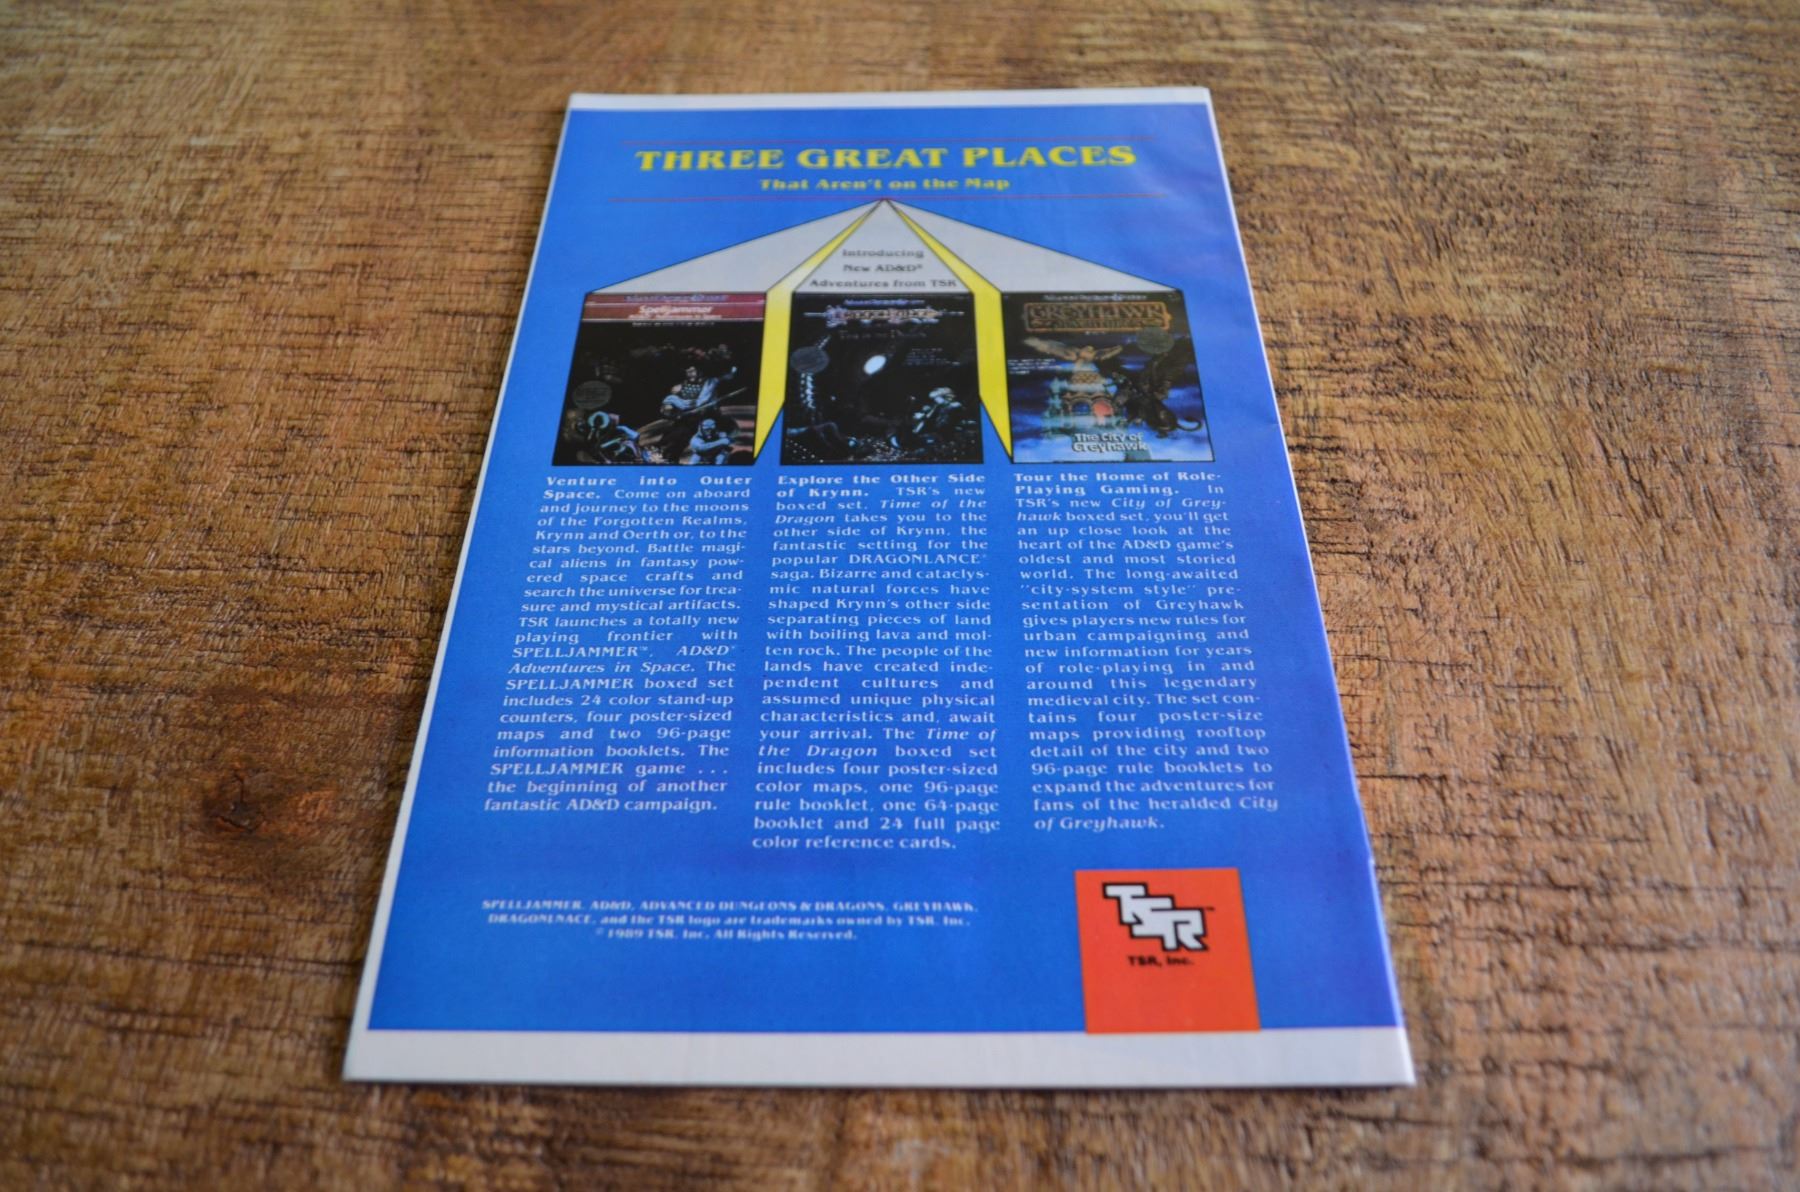 THREE GREAT PLACES
That Aren't on the Map
Introducing
New AD&D®
Adventures from TSR
Spelljammer
GREYHAWK
The City of
Greyhawk
Venture into Outer
Space. Come on aboard
and journey to the moons
of the Forgotten Realms,
Krynn and Oerth or, to the
stars beyond. Battle magi-
cal aliens in fantasy pow-
ered space crafts and
search the universe for trea-
sure and mystical artifacts.
TSR launches a totally new
playing frontier with
SPELLJAMMER™, AD&D®
Adventures in Space. The
SPELLJAMMER boxed set
includes 24 color stand-up
counters, four poster-sized
maps and two 96-page
information booklets. The
SPELLJAMMER game . . .
the beginning of another
fantastic AD&D campaign.
Explore the Other Side
of Krynn. TSR's new
boxed set, Time of the
Dragon takes you to the
other side of Krynn, the
fantastic setting for the
popular DRAGONLANCE®
saga. Bizarre and cataclys-
mic natural forces have
shaped Krynn's other side
separating pieces of land
with boiling lava and mol-
ten rock. The people of the
lands have created inde-
pendent cultures and
assumed unique physical
characteristics and, await
your arrival. The Time of
the Dragon boxed set
includes four poster-sized
color maps, one 96-page
rule booklet, one 64-page
booklet and 24 full page
color reference cards.
Tour the Home of Role-
Playing Gaming. In
TSR's new City of Grey-
hawk boxed set, you'll get
an up close look at the
heart of the AD&D game's
oldest and most storied
world. The long-awaited
"city-system style" pre-
sentation of Greyhawk
gives players new rules for
urban campaigning and
new information for years
of role-playing in and
around this legendary
medieval city. The set con-
tains four poster-size
maps providing rooftop
detail of the city and two
96-page rule booklets to
expand the adventures for
fans of the heralded City
of Greyhawk.
SPELLJAMMER, AD&D, ADVANCED DUNGEONS & DRAGONS, GREYHAWK,
DRAGONLNACE, and the TSR logo are trademarks owned by TSR, Inc.
© 1989 TSR, Inc. All Rights Reserved.
TSR™
TSR, Inc.